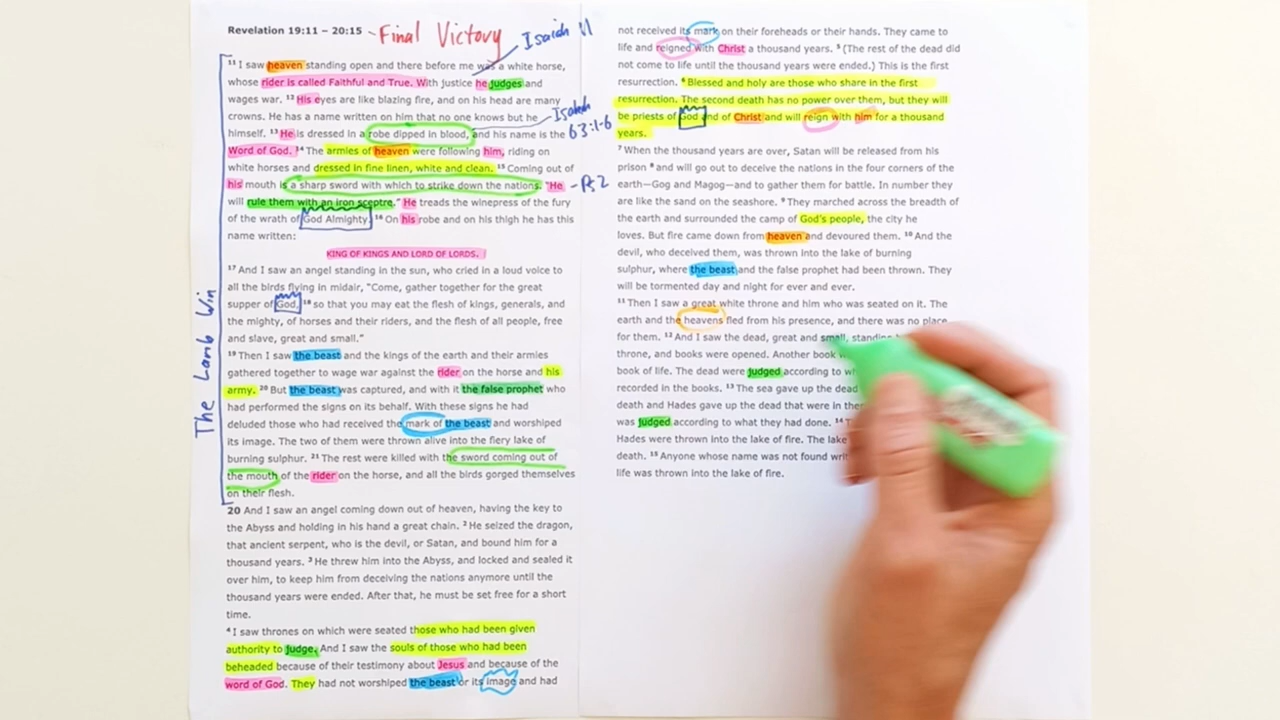 Revelation 19:11 – 20:15 ~ Final Victory
Isaiah 11
¹¹ I saw heaven standing open and there before me was a white horse,
whose rider is called Faithful and True. With justice he judges and
wages war. ¹² His eyes are like blazing fire, and on his head are many
crowns. He has a name written on him that no one knows but he
Isaiah
himself. ¹³ He is dressed in a robe dipped in blood, and his name is the
63:1-6
Word of God. ¹⁴ The armies of heaven were following him, riding on
white horses and dressed in fine linen, white and clean. ¹⁵ Coming out of
his mouth is a sharp sword with which to strike down the nations. "He
- Ps 2
will rule them with an iron sceptre." He treads the winepress of the fury
of the wrath of God Almighty. ¹⁶ On his robe and on his thigh he has this
name written:
KING OF KINGS AND LORD OF LORDS.
¹⁷ And I saw an angel standing in the sun, who cried in a loud voice to
all the birds flying in midair, "Come, gather together for the great
supper of God, ¹⁸ so that you may eat the flesh of kings, generals, and
the mighty, of horses and their riders, and the flesh of all people, free
and slave, great and small."
The Lamb Win
¹⁹ Then I saw the beast and the kings of the earth and their armies
gathered together to wage war against the rider on the horse and his
army. ²⁰ But the beast was captured, and with it the false prophet who
had performed the signs on its behalf. With these signs he had
deluded those who had received the mark of the beast and worshiped
its image. The two of them were thrown alive into the fiery lake of
burning sulphur. ²¹ The rest were killed with the sword coming out of
the mouth of the rider on the horse, and all the birds gorged themselves
on their flesh.
20 And I saw an angel coming down out of heaven, having the key to
the Abyss and holding in his hand a great chain. ² He seized the dragon,
that ancient serpent, who is the devil, or Satan, and bound him for a
thousand years. ³ He threw him into the Abyss, and locked and sealed it
over him, to keep him from deceiving the nations anymore until the
thousand years were ended. After that, he must be set free for a short
time.
⁴ I saw thrones on which were seated those who had been given
authority to judge. And I saw the souls of those who had been
beheaded because of their testimony about Jesus and because of the
word of God. They had not worshiped the beast or its image and had
not received its mark on their foreheads or their hands. They came to
life and reigned with Christ a thousand years. ⁵ (The rest of the dead did
not come to life until the thousand years were ended.) This is the first
resurrection. ⁶ Blessed and holy are those who share in the first
resurrection. The second death has no power over them, but they will
be priests of God and of Christ and will reign with him for a thousand
years.
⁷ When the thousand years are over, Satan will be released from his
prison ⁸ and will go out to deceive the nations in the four corners of the
earth—Gog and Magog—and to gather them for battle. In number they
are like the sand on the seashore. ⁹ They marched across the breadth of
the earth and surrounded the camp of God's people, the city he
loves. But fire came down from heaven and devoured them. ¹⁰ And the
devil, who deceived them, was thrown into the lake of burning
sulphur, where the beast and the false prophet had been thrown. They
will be tormented day and night for ever and ever.
¹¹ Then I saw a great white throne and him who was seated on it. The
earth and the heavens fled from his presence, and there was no place
for them. ¹² And I saw the dead, great and small, standing
throne, and books were opened. Another book
book of life. The dead were judged according to
recorded in the books. ¹³ The sea gave up the dead
death and Hades gave up the dead that were in
was judged according to what they had done. ¹⁴
Hades were thrown into the lake of fire. The lake
death. ¹⁵ Anyone whose name was not found
life was thrown into the lake of fire.